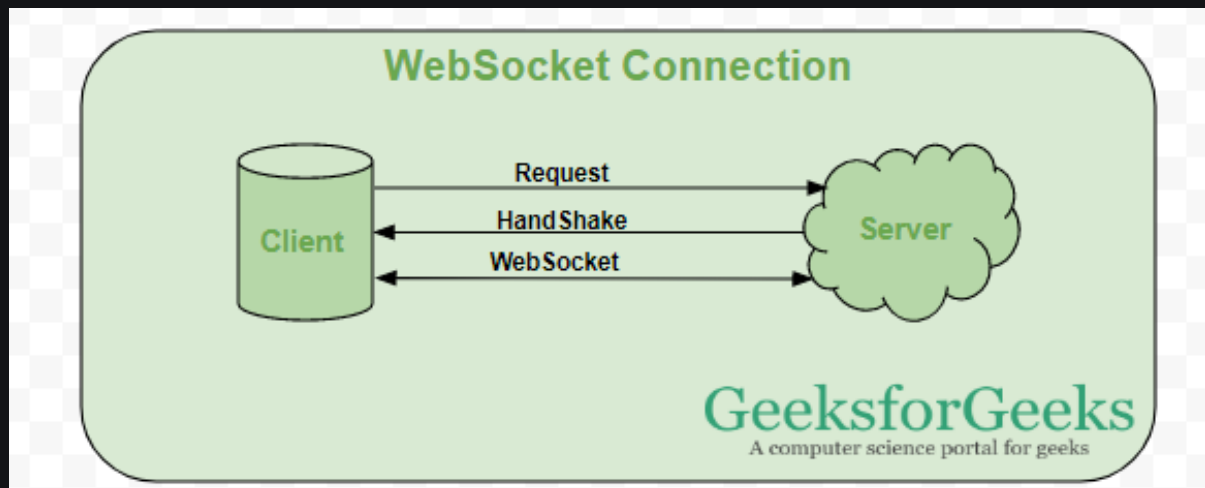 WebSocket Connection
Request
HandShake
WebSocket
Client
Server
GeeksforGeeks
A computer science portal for geeks